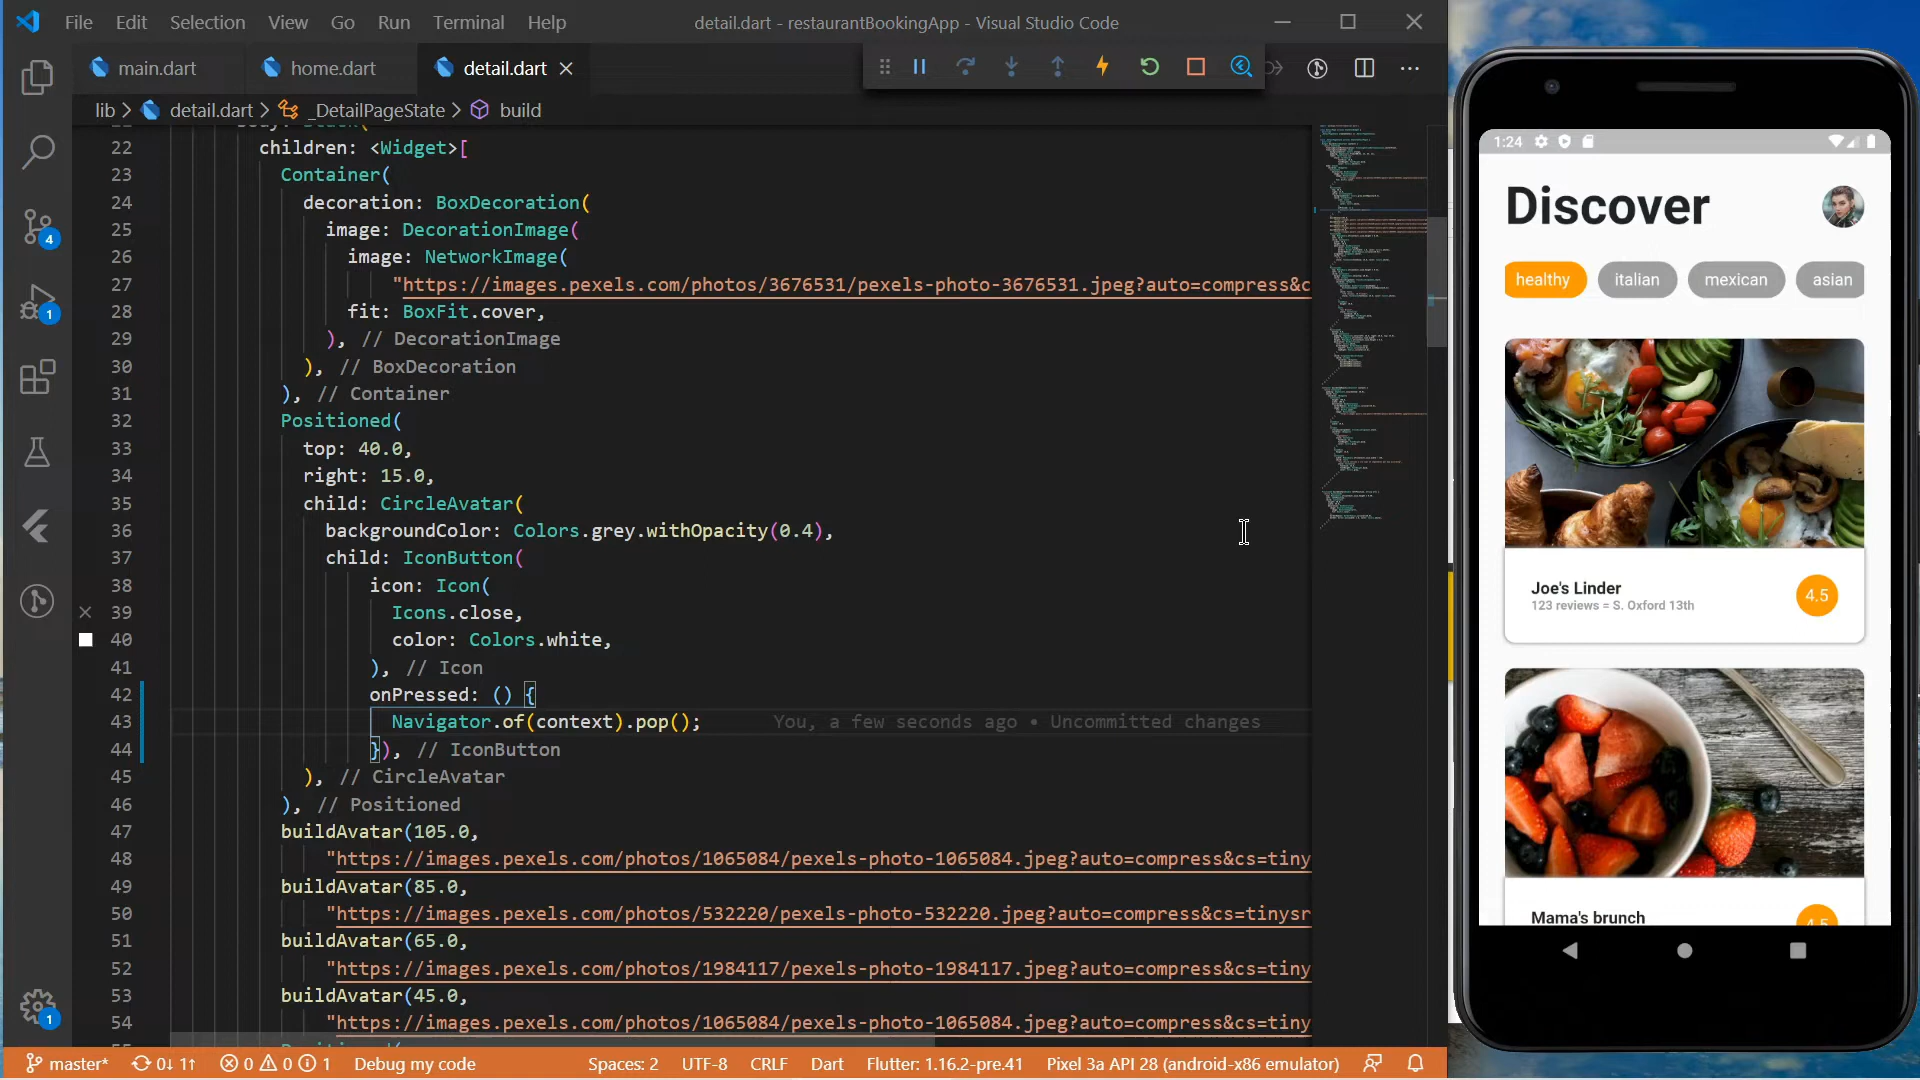 File Edit Selection View Go Run Terminal Help
detail.dart - restaurantBookingApp - Visual Studio Code
main.dart
home.dart
detail.dart
lib > detail.dart > _DetailPageState > build
22 children: <Widget>[
23 Container(
24 decoration: BoxDecoration(
25 image: DecorationImage(
26 image: NetworkImage(
27 "https://images.pexels.com/photos/3676531/pexels-photo-3676531.jpeg?auto=compress&c
28 fit: BoxFit.cover,
29 ), // DecorationImage
30 ), // BoxDecoration
31 ), // Container
32 Positioned(
33 top: 40.0,
34 right: 15.0,
35 child: CircleAvatar(
36 backgroundColor: Colors.grey.withOpacity(0.4),
37 child: IconButton(
38 icon: Icon(
39 Icons.close,
40 color: Colors.white,
41 ), // Icon
42 onPressed: () {
43 Navigator.of(context).pop(); You, a few seconds ago • Uncommitted changes
44 }), // IconButton
45 ), // CircleAvatar
46 ), // Positioned
47 buildAvatar(105.0,
48 "https://images.pexels.com/photos/1065084/pexels-photo-1065084.jpeg?auto=compress&cs=tiny
49 buildAvatar(85.0,
50 "https://images.pexels.com/photos/532220/pexels-photo-532220.jpeg?auto=compress&cs=tinysr
51 buildAvatar(65.0,
52 "https://images.pexels.com/photos/1984117/pexels-photo-1984117.jpeg?auto=compress&cs=tiny
53 buildAvatar(45.0,
54 "https://images.pexels.com/photos/1065084/pexels-photo-1065084.jpeg?auto=compress&cs=tiny
4
1
1
master* 0↓ 1↑ 0 0 1 Debug my code
Spaces: 2 UTF-8 CRLF Dart Flutter: 1.16.2-pre.41 Pixel 3a API 28 (android-x86 emulator)
1:24
Discover
healthy italian mexican asian
Joe's Linder
123 reviews = S. Oxford 13th
4.5
Mama's brunch
4.5